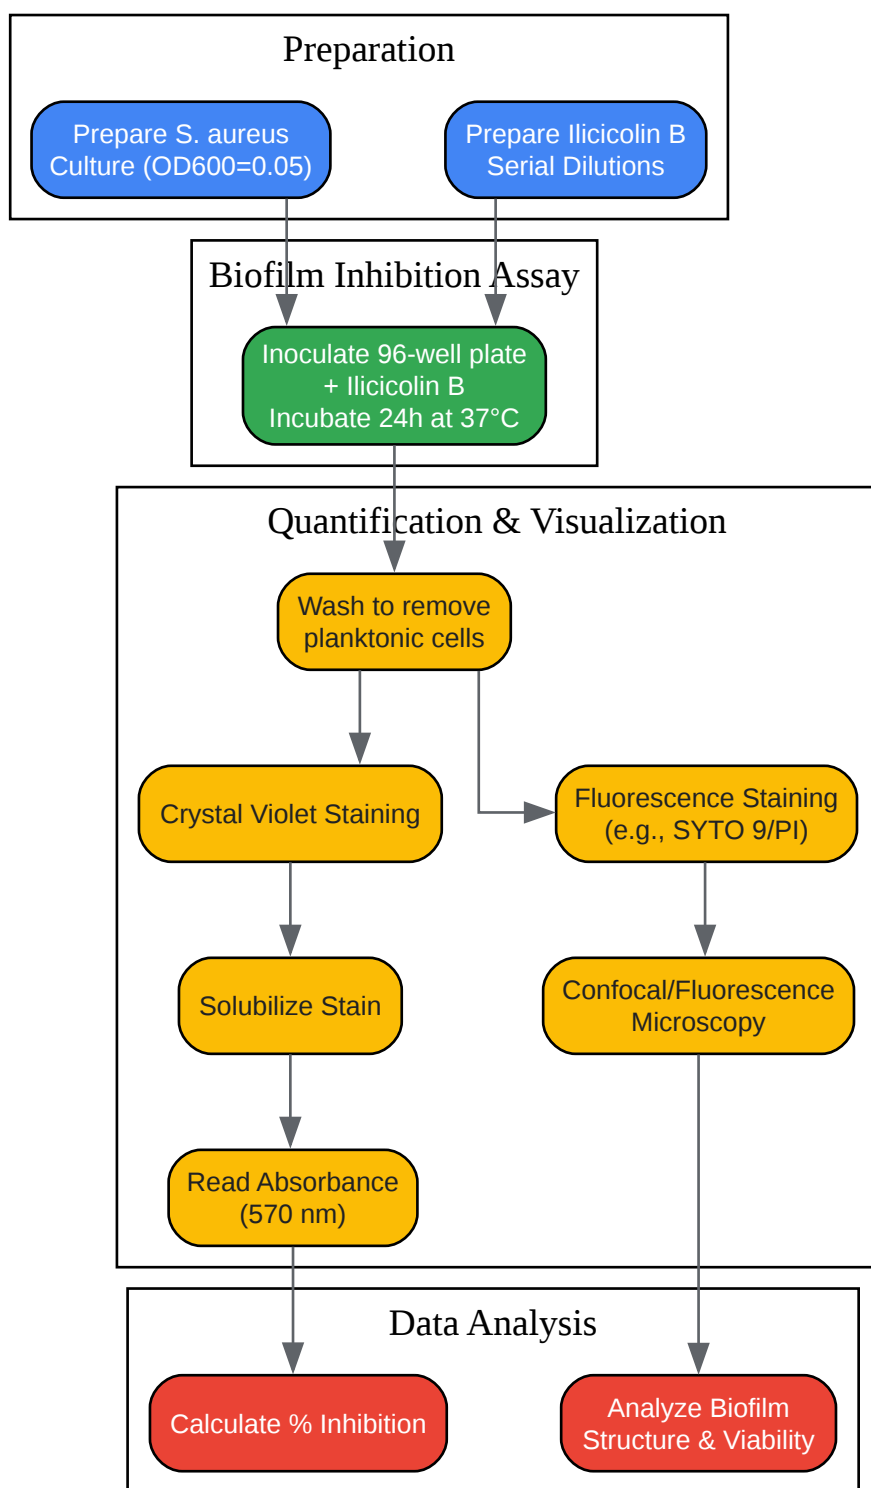 Preparation
Prepare S. aureus
Culture (OD600=0.05)
Prepare Ilicicolin B
Serial Dilutions
Biofilm Inhibition Assay
Inoculate 96-well plate
+ Ilicicolin B
Incubate 24h at 37°C
Quantification & Visualization
Wash to remove
planktonic cells
Crystal Violet Staining
Fluorescence Staining
(e.g., SYTO 9/PI)
Solubilize Stain
Confocal/Fluorescence
Microscopy
Read Absorbance
(570 nm)
Data Analysis
Calculate % Inhibition
Analyze Biofilm
Structure & Viability